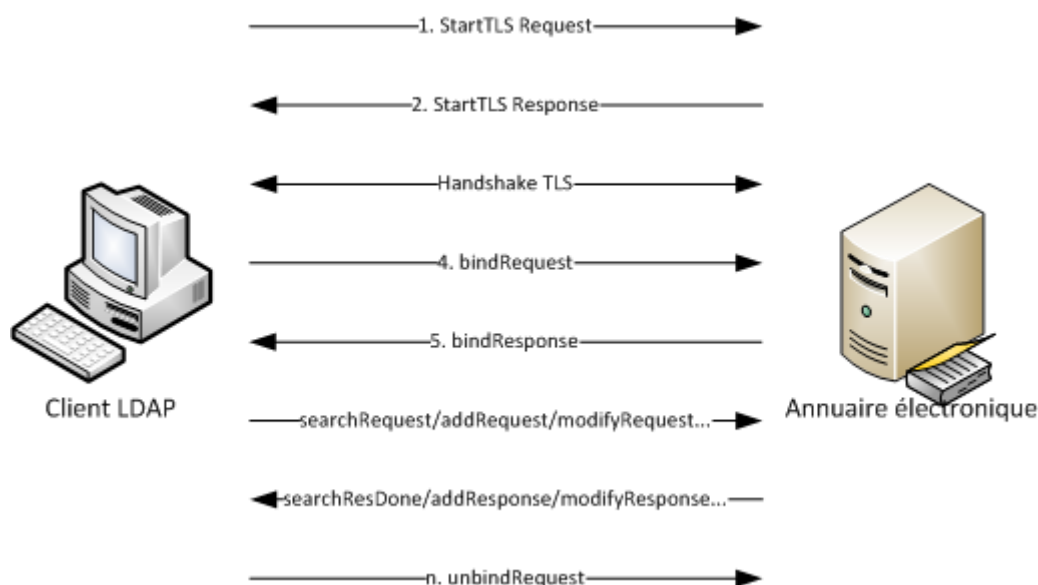 1. StartTLS Request
2. StartTLS Response
Handshake TLS
4. bindRequest
5. bindResponse
Client LDAP
Annuaire électronique
searchRequest/addRequest/modifyRequest...
searchResDone/addResponse/modifyResponse...
n. unbindRequest